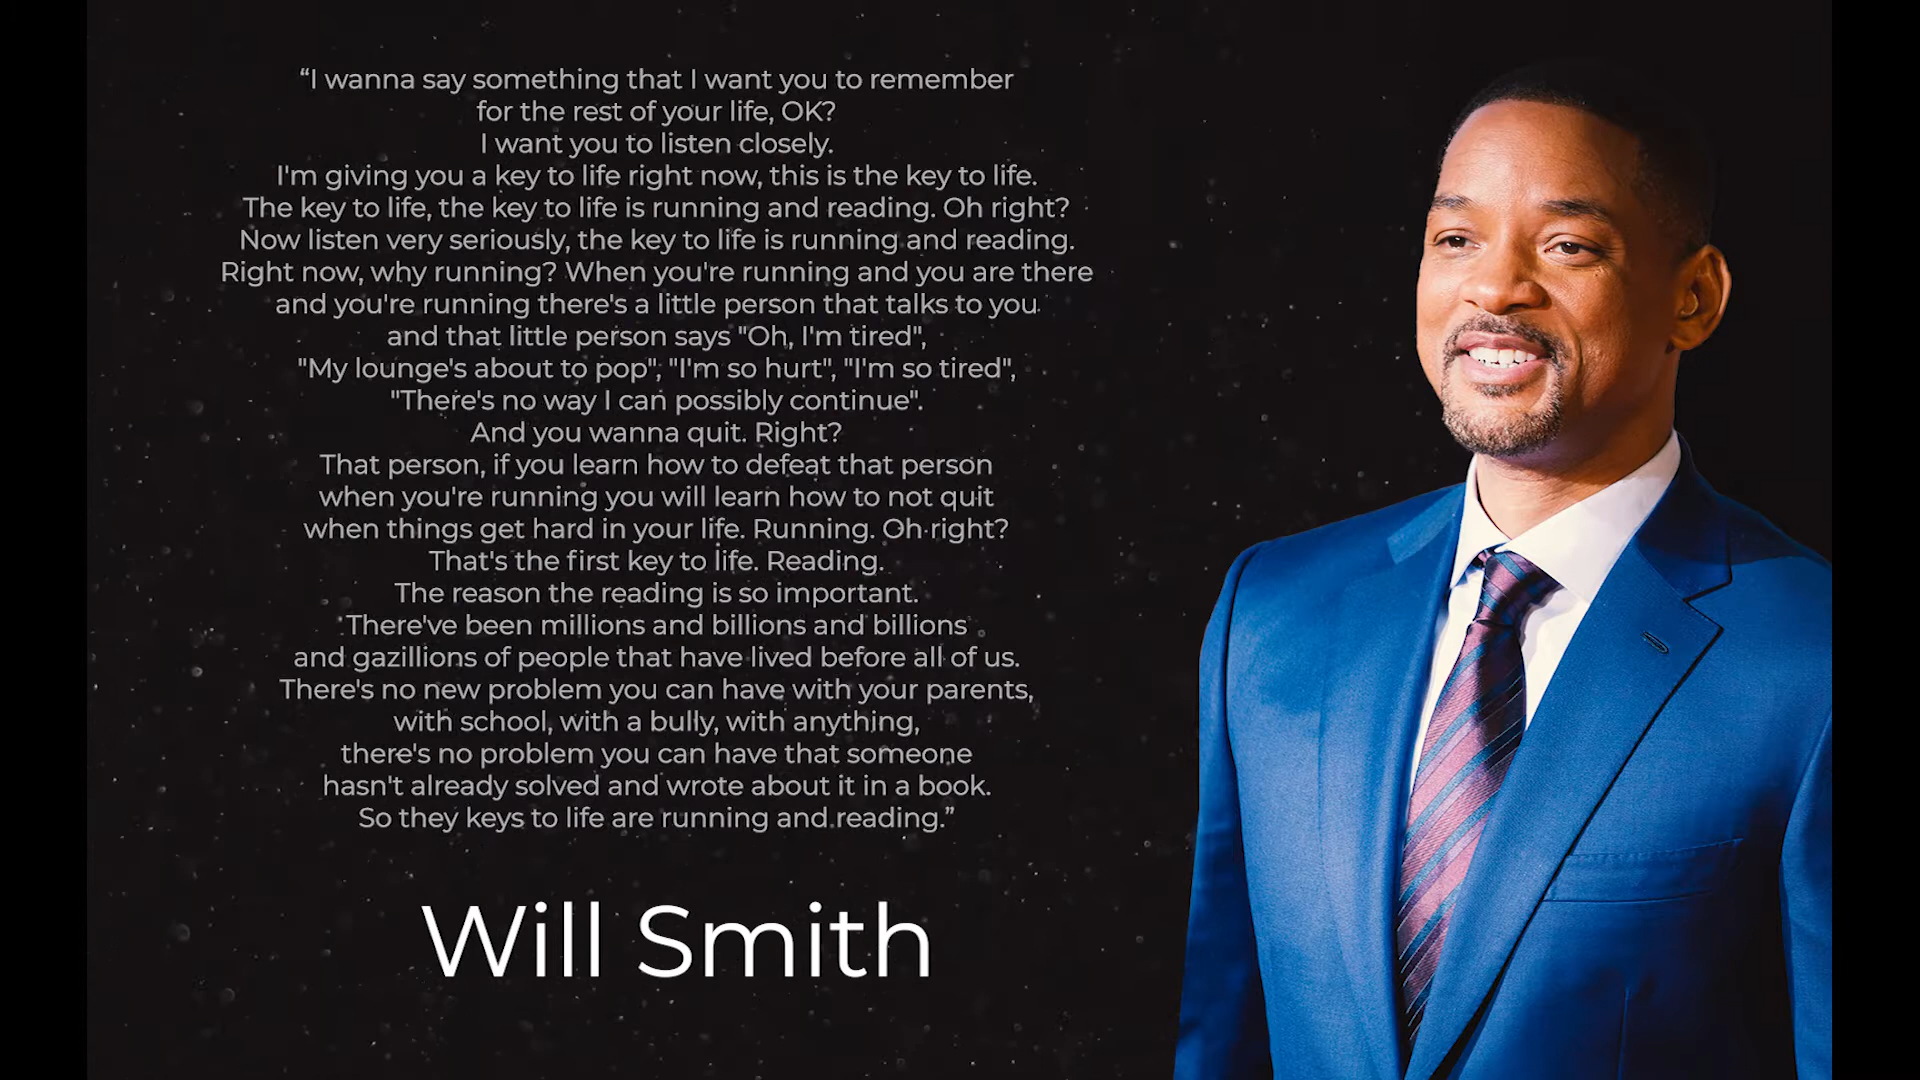 “I wanna say something that I want you to remember
for the rest of your life, OK?
I want you to listen closely.
I'm giving you a key to life right now, this is the key to life.
The key to life, the key to life is running and reading. Oh right?
Now listen very seriously, the key to life is running and reading.
Right now, why running? When you're running and you are there
and you're running there's a little person that talks to you
and that little person says "Oh, I'm tired",
"My lounge's about to pop", "I'm so hurt", "I'm so tired",
"There's no way I can possibly continue".
And you wanna quit. Right?
That person, if you learn how to defeat that person
when you're running you will learn how to not quit
when things get hard in your life. Running. Oh right?
That's the first key to life. Reading.
The reason the reading is so important.
There've been millions and billions and billions
and gazillions of people that have lived before all of us.
There's no new problem you can have with your parents,
with school, with a bully, with anything,
there's no problem you can have that someone
hasn't already solved and wrote about it in a book.
So they keys to life are running and reading.”
Will Smith